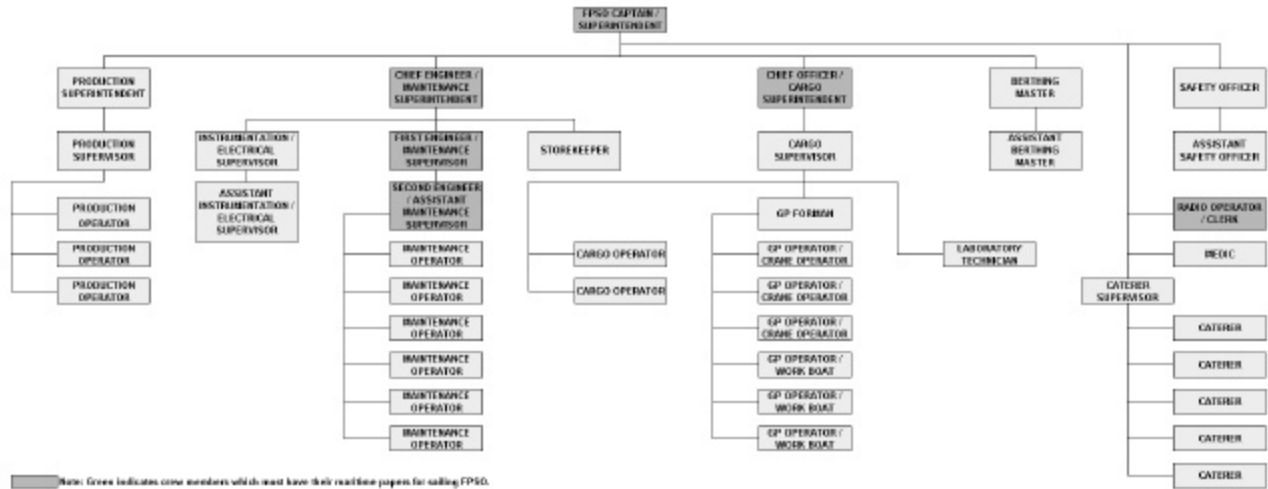 FPSO CAPTAIN /
SUPERINTENDENT
PRODUCTION
SUPERINTENDENT
CHIEF ENGINEER /
MAINTENANCE
SUPERINTENDENT
CHIEF OFFICER /
CARGO
SUPERINTENDENT
BERTHING
MASTER
SAFETY OFFICER
PRODUCTION
SUPERVISOR
INSTRUMENTATION /
ELECTRICAL
SUPERVISOR
FIRST ENGINEER /
MAINTENANCE
SUPERVISOR
STOREKEEPER
CARGO
SUPERVISOR
ASSISTANT
BERTHING
MASTER
ASSISTANT
SAFETY OFFICER
ASSISTANT
INSTRUMENTATION /
ELECTRICAL
SUPERVISOR
SECOND ENGINEER
/ ASSISTANT
MAINTENANCE
SUPERVISOR
PRODUCTION
OPERATOR
GP FORMAN
RADIO OPERATOR
/ CLERK
PRODUCTION
OPERATOR
MAINTENANCE
OPERATOR
CARGO OPERATOR
GP OPERATOR /
CRANE OPERATOR
LABORATORY
TECHNICIAN
MEDIC
PRODUCTION
OPERATOR
MAINTENANCE
OPERATOR
CARGO OPERATOR
GP OPERATOR /
CRANE OPERATOR
CATERER
SUPERVISOR
MAINTENANCE
OPERATOR
GP OPERATOR /
CRANE OPERATOR
CATERER
MAINTENANCE
OPERATOR
GP OPERATOR /
WORK BOAT
CATERER
MAINTENANCE
OPERATOR
GP OPERATOR /
WORK BOAT
CATERER
MAINTENANCE
OPERATOR
GP OPERATOR /
WORK BOAT
CATERER
CATERER
Note: Green indicates crew members which must have their maritime papers for sailing FPSO.